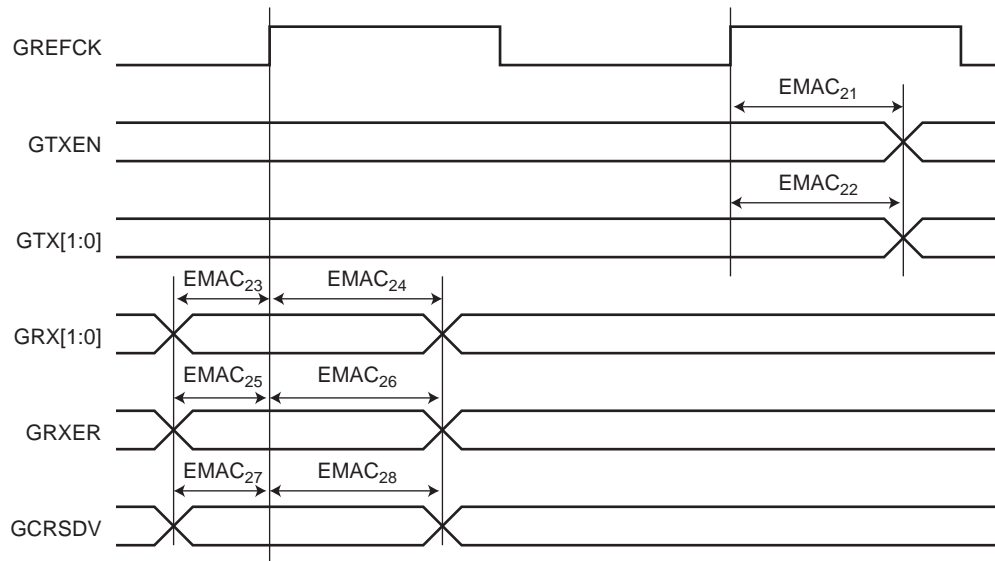 GREFCK
EMAC21
GTXEN
EMAC22
GTX[1:0]
EMAC23 EMAC24
GRX[1:0]
EMAC25 EMAC26
GRXER
EMAC27 EMAC28
GCRSDV